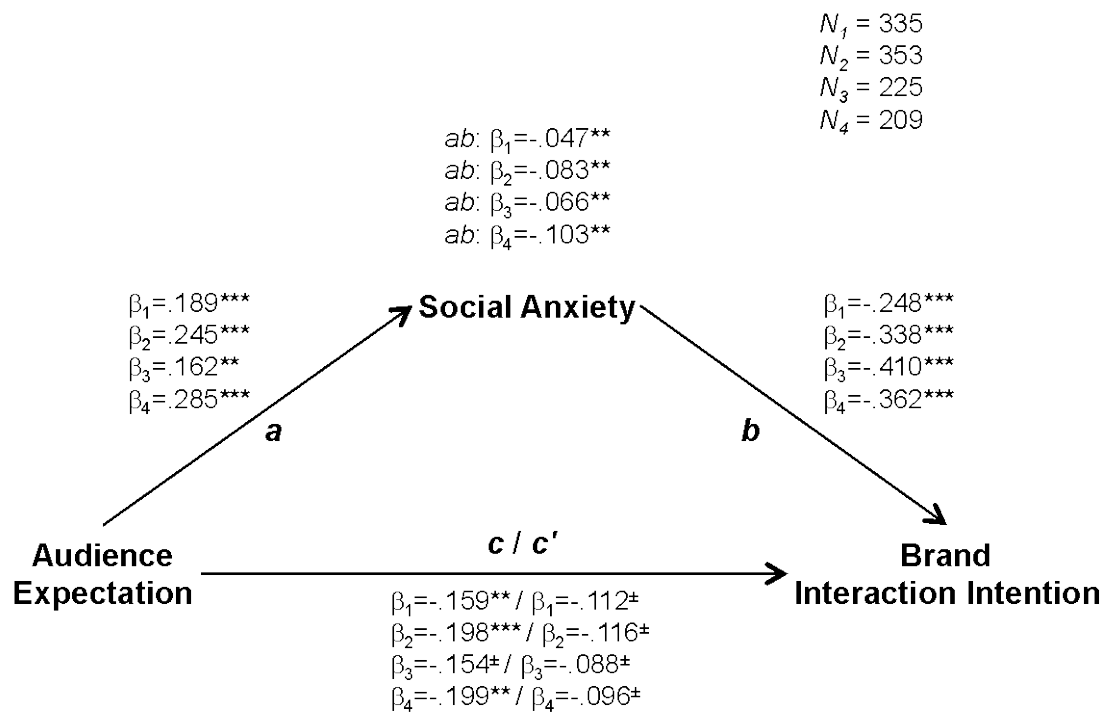 N₁ = 335
N₂ = 353
N₃ = 225
N₄ = 209
ab: β₁=-.047**
ab: β₂=-.083**
ab: β₃=-.066**
ab: β₄=-.103**
β₁=.189***
β₂=.245***
β₃=.162**
β₄=.285***
Social Anxiety
β₁=-.248***
β₂=-.338***
β₃=-.410***
β₄=-.362***
a
b
Audience
Expectation
c / c'
Brand
Interaction Intention
β₁=-.159** / β₁=-.112±
β₂=-.198*** / β₂=-.116±
β₃=-.154± / β₃=-.088±
β₄=-.199** / β₄=-.096±